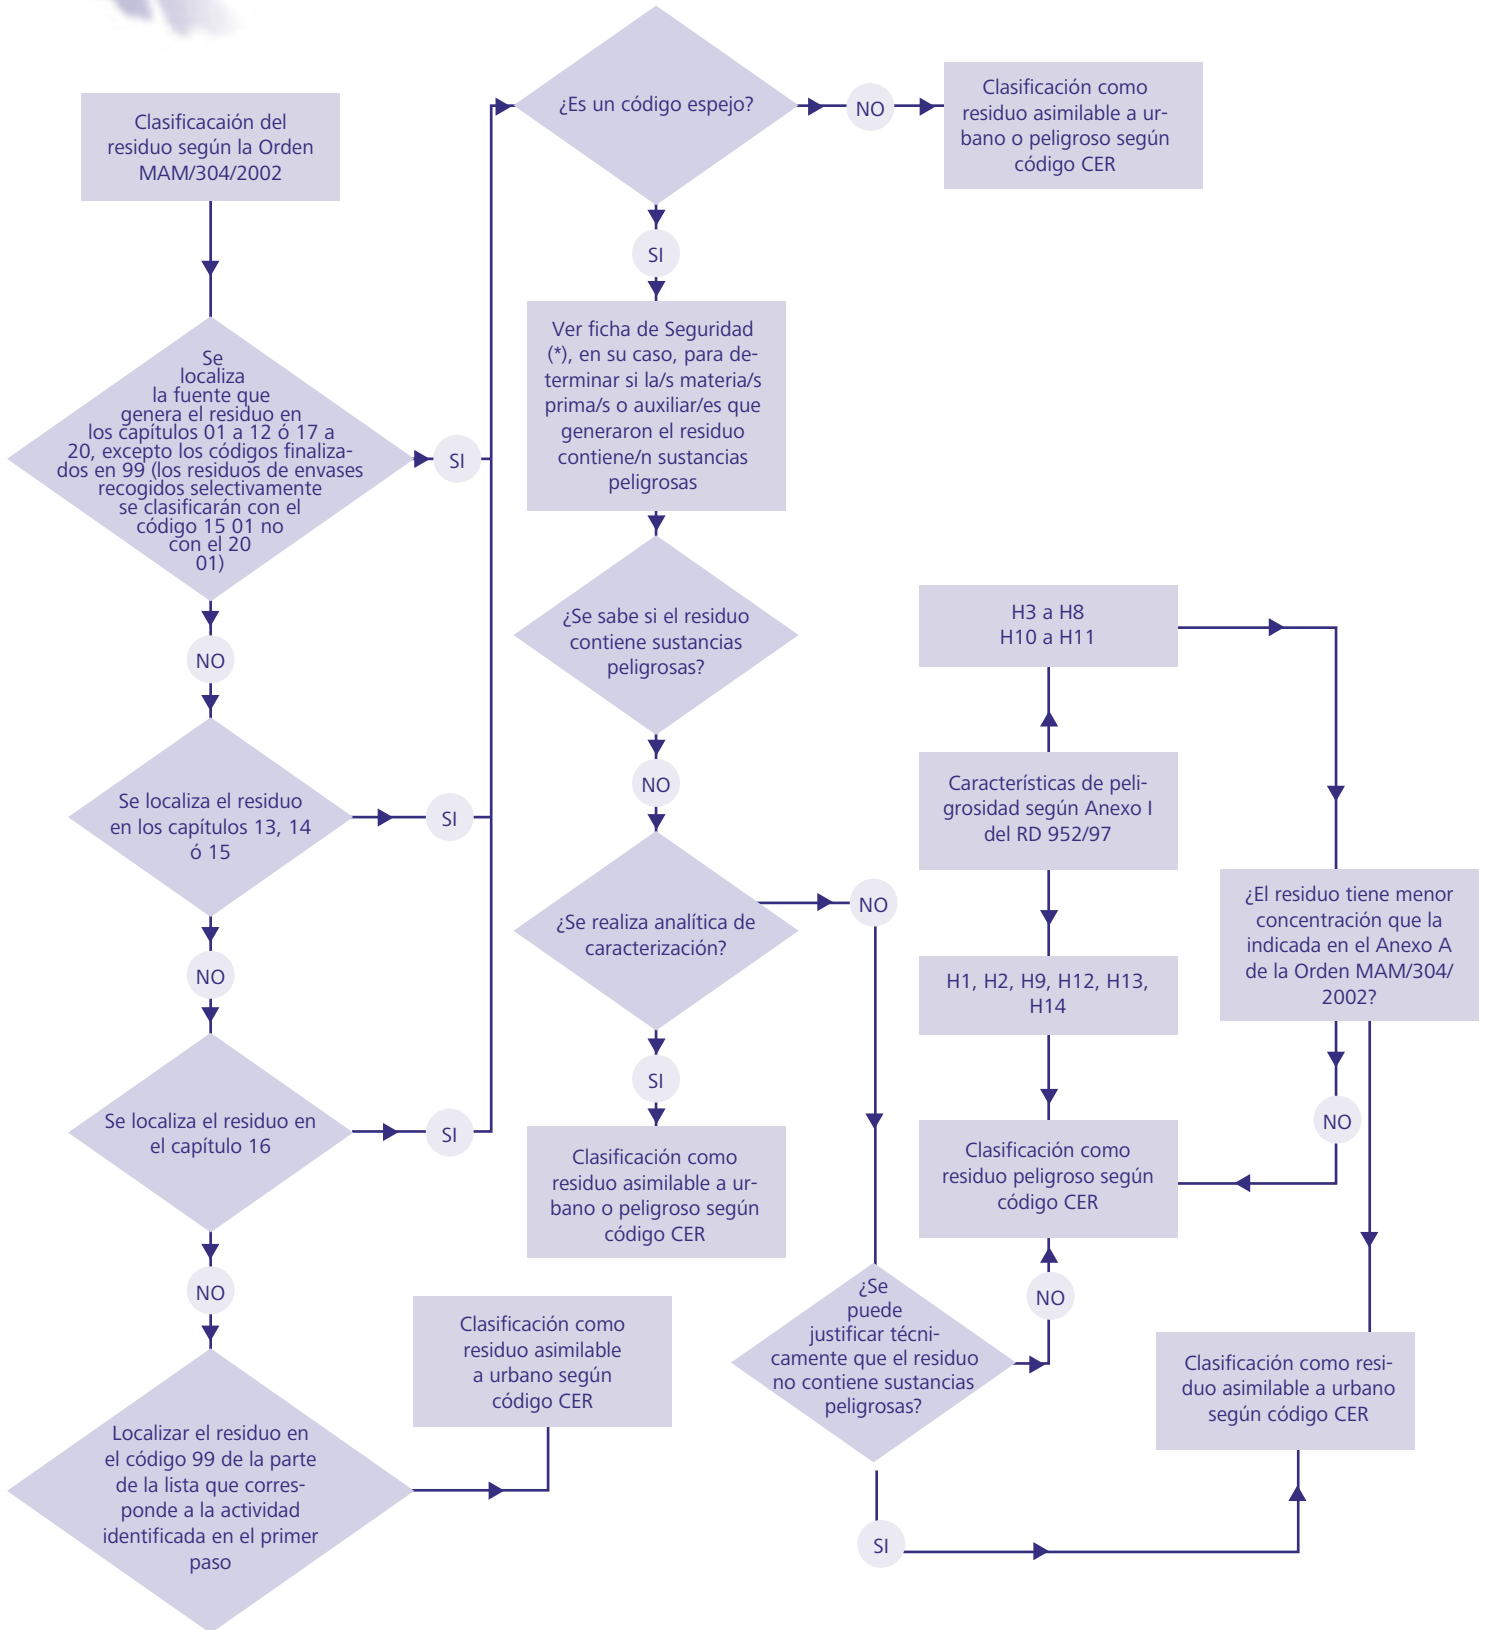 Clasificacaión del
residuo según la Orden
MAM/304/2002
Se
localiza
la fuente que
genera el residuo en
los capítulos 01 a 12 ó 17 a
20, excepto los códigos finaliza-
dos en 99 (los residuos de envases
recogidos selectivamente
se clasificarán con el
código 15 01 no
con el 20
01)
SI
NO
Se localiza el residuo
en los capítulos 13, 14
ó 15
SI
NO
Se localiza el residuo en
el capítulo 16
SI
NO
Localizar el residuo en
el código 99 de la parte
de la lista que corres-
ponde a la actividad
identificada en el primer
paso
Clasificación como
residuo asimilable
a urbano según
código CER
¿Es un código espejo?
NO
Clasificación como
residuo asimilable a ur-
bano o peligroso según
código CER
SI
Ver ficha de Seguridad
(*), en su caso, para de-
terminar si la/s materia/s
prima/s o auxiliar/es que
generaron el residuo
contiene/n sustancias
peligrosas
¿Se sabe si el residuo
contiene sustancias
peligrosas?
NO
¿Se realiza analítica de
caracterización?
NO
SI
Clasificación como
residuo asimilable a ur-
bano o peligroso según
código CER
H3 a H8
H10 a H11
Características de peli-
grosidad según Anexo I
del RD 952/97
H1, H2, H9, H12, H13,
H14
Clasificación como
residuo peligroso según
código CER
¿El residuo tiene menor
concentración que la
indicada en el Anexo A
de la Orden MAM/304/
2002?
NO
¿Se
puede
justificar técni-
camente que el residuo
no contiene sustancias
peligrosas?
NO
SI
Clasificación como resi-
duo asimilable a urbano
según código CER